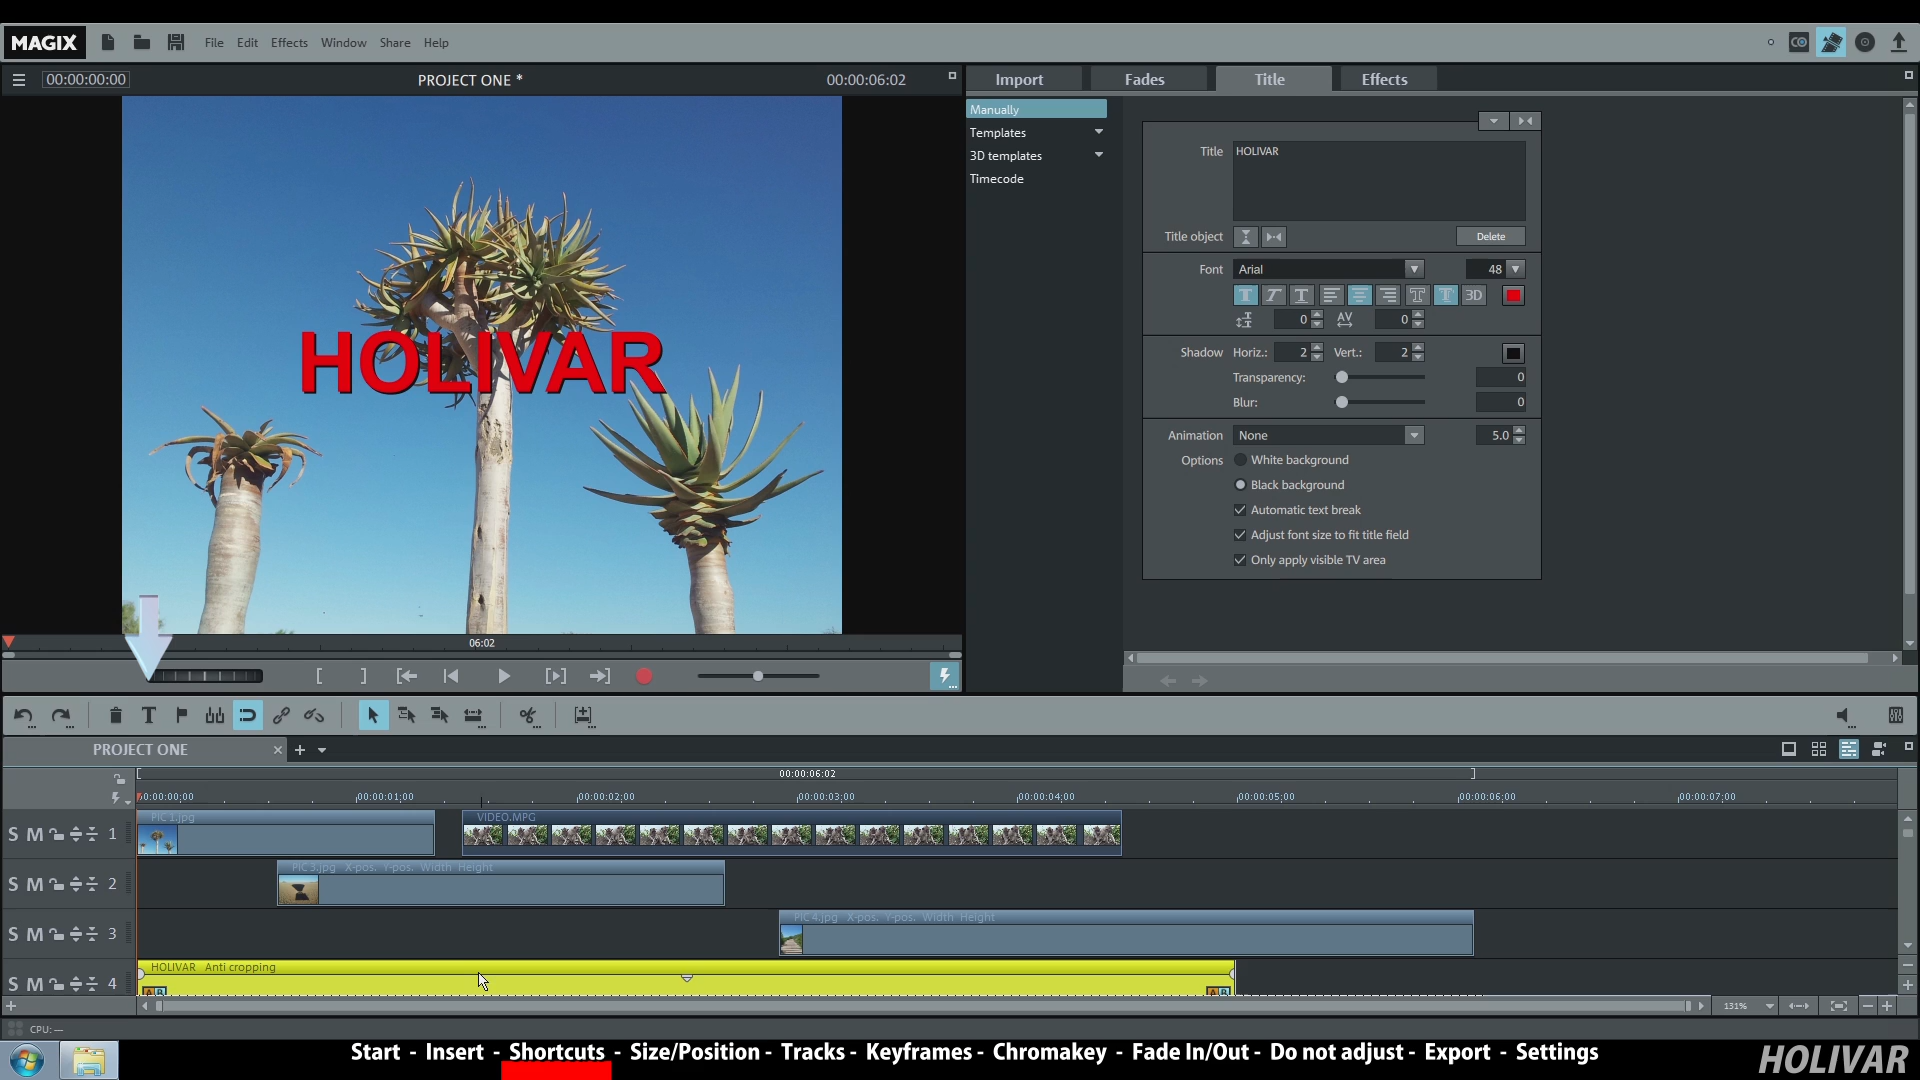 MAGIX File Edit Effects Window Share Help
00:00:00:00 PROJECT ONE * 00:00:06:02
Import Fades Title Effects
Manually
Templates
3D templates
Timecode
Title HOLIVAR
Title object Delete
Font Arial 48
3D
0 AV 0
Shadow Horiz.: 2 Vert.: 2
Transparency: 0
Blur: 0
Animation None 5.0
Options White background
Black background
Automatic text break
Adjust font size to fit title field
Only apply visible TV area
HOLIVAR
06:02
PROJECT ONE
00:00:06:02
00:00:00:00 00:00:01:00 00:00:02:00 00:00:03:00 00:00:04:00 00:00:05:00 00:00:06:00 00:00:07:00
S M 1 PIC 1.jpg VIDEO.MPG
S M 2 PIC 3.jpg X-pos. Y-pos. Width Height
S M 3 PIC 4.jpg X-pos. Y-pos. Width Height
S M 4 HOLIVAR Anti cropping
A B A B
131%
CPU: —
Start - Insert - Shortcuts - Size/Position - Tracks - Keyframes - Chromakey - Fade In/Out - Do not adjust - Export - Settings
HOLIVAR